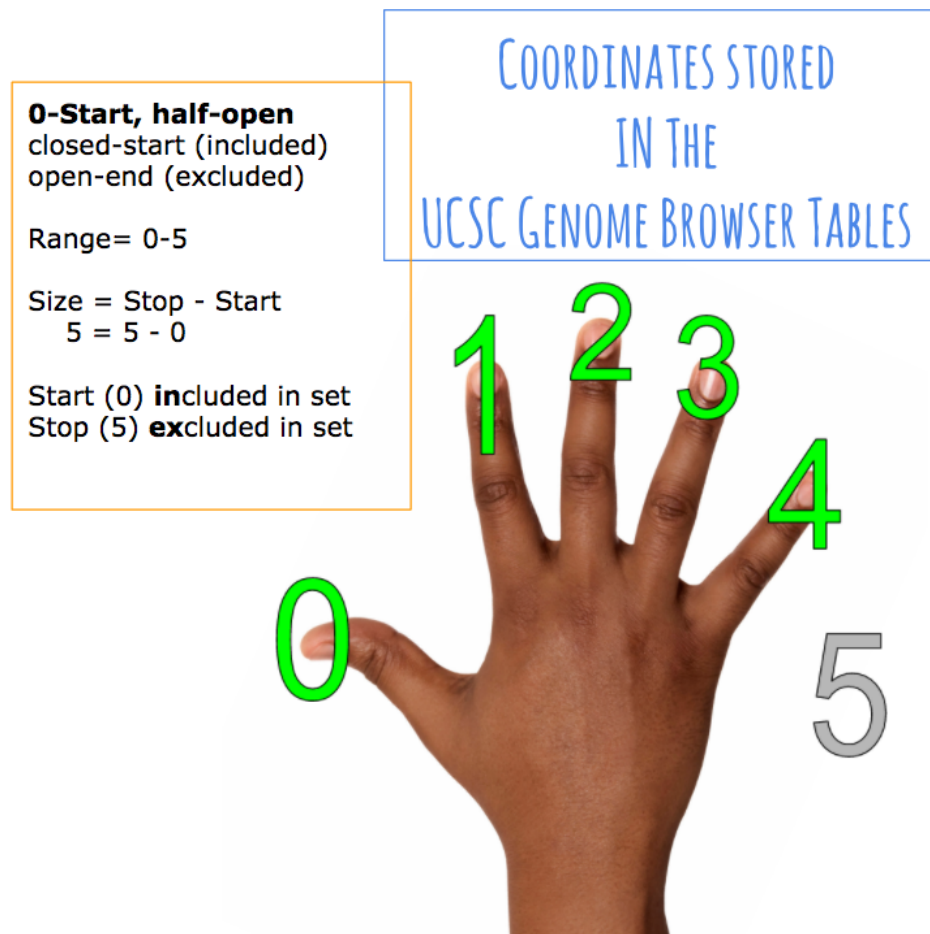 COORDINATES STORED
IN THE
UCSC GENOME BROWSER TABLES
0-Start, half-open
closed-start (included)
open-end (excluded)
Range= 0-5
Size = Stop - Start
5 = 5 - 0
Start (0) included in set
Stop (5) excluded in set
0
1
2
3
4
5